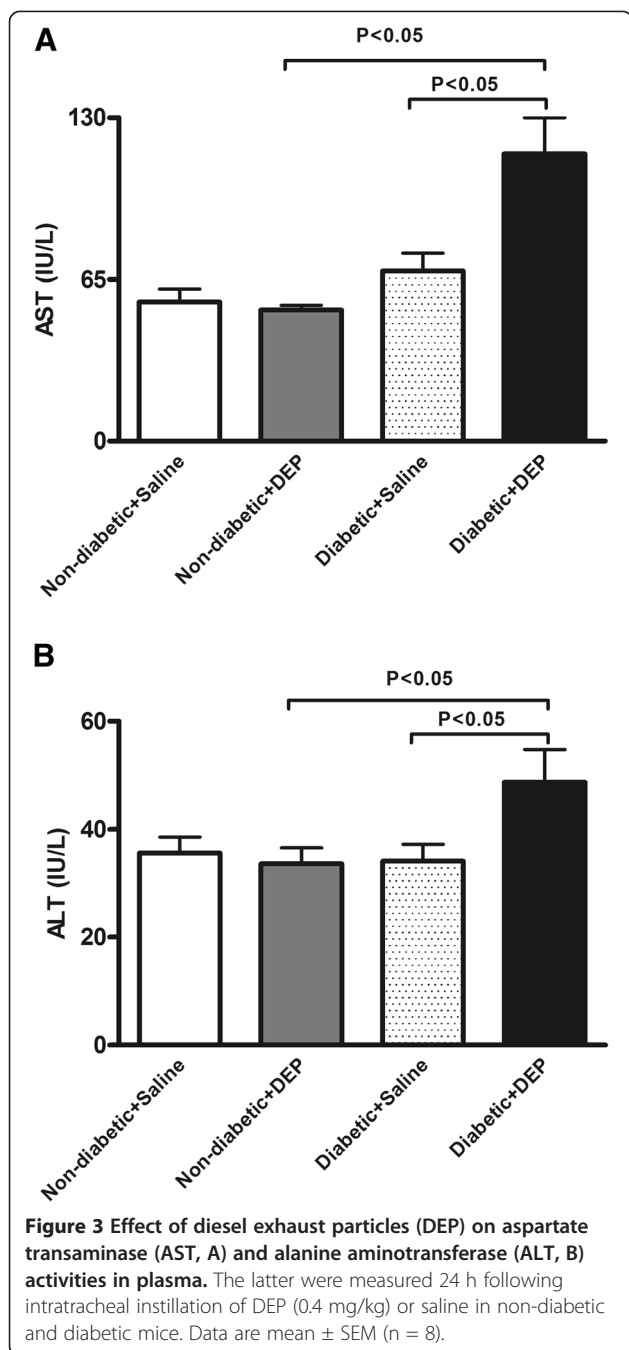 A
P<0.05
P<0.05
130
65
0
AST (IU/L)
Non-diabetic+Saline
Non-diabetic+DEP
Diabetic+Saline
Diabetic+DEP
B
P<0.05
P<0.05
60
40
20
0
ALT (IU/L)
Non-diabetic+Saline
Non-diabetic+DEP
Diabetic+Saline
Diabetic+DEP
Figure 3 Effect of diesel exhaust particles (DEP) on aspartate
transaminase (AST, A) and alanine aminotransferase (ALT, B)
activities in plasma. The latter were measured 24 h following
intratracheal instillation of DEP (0.4 mg/kg) or saline in non-diabetic
and diabetic mice. Data are mean ± SEM (n = 8).